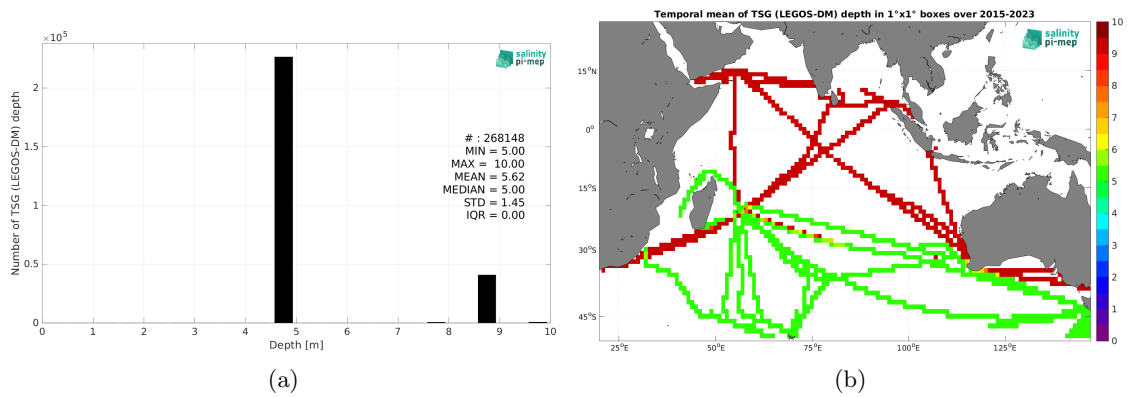 ×10⁵
2
1.5
1
0.5
0
Number of TSG (LEGOS-DM) depth
salinity
pi-mep
# : 268148
MIN = 5.00
MAX = 10.00
MEAN = 5.62
MEDIAN = 5.00
STD = 1.45
IQR = 0.00
0 1 2 3 4 5 6 7 8 9 10
Depth [m]
(a)
Temporal mean of TSG (LEGOS-DM) depth in 1°x1° boxes over 2015-2023
salinity
pi-mep
15°N
0°
15°S
30°S
45°S
25°E 50°E 75°E 100°E 125°E
10
9
8
7
6
5
4
3
2
1
0
(b)